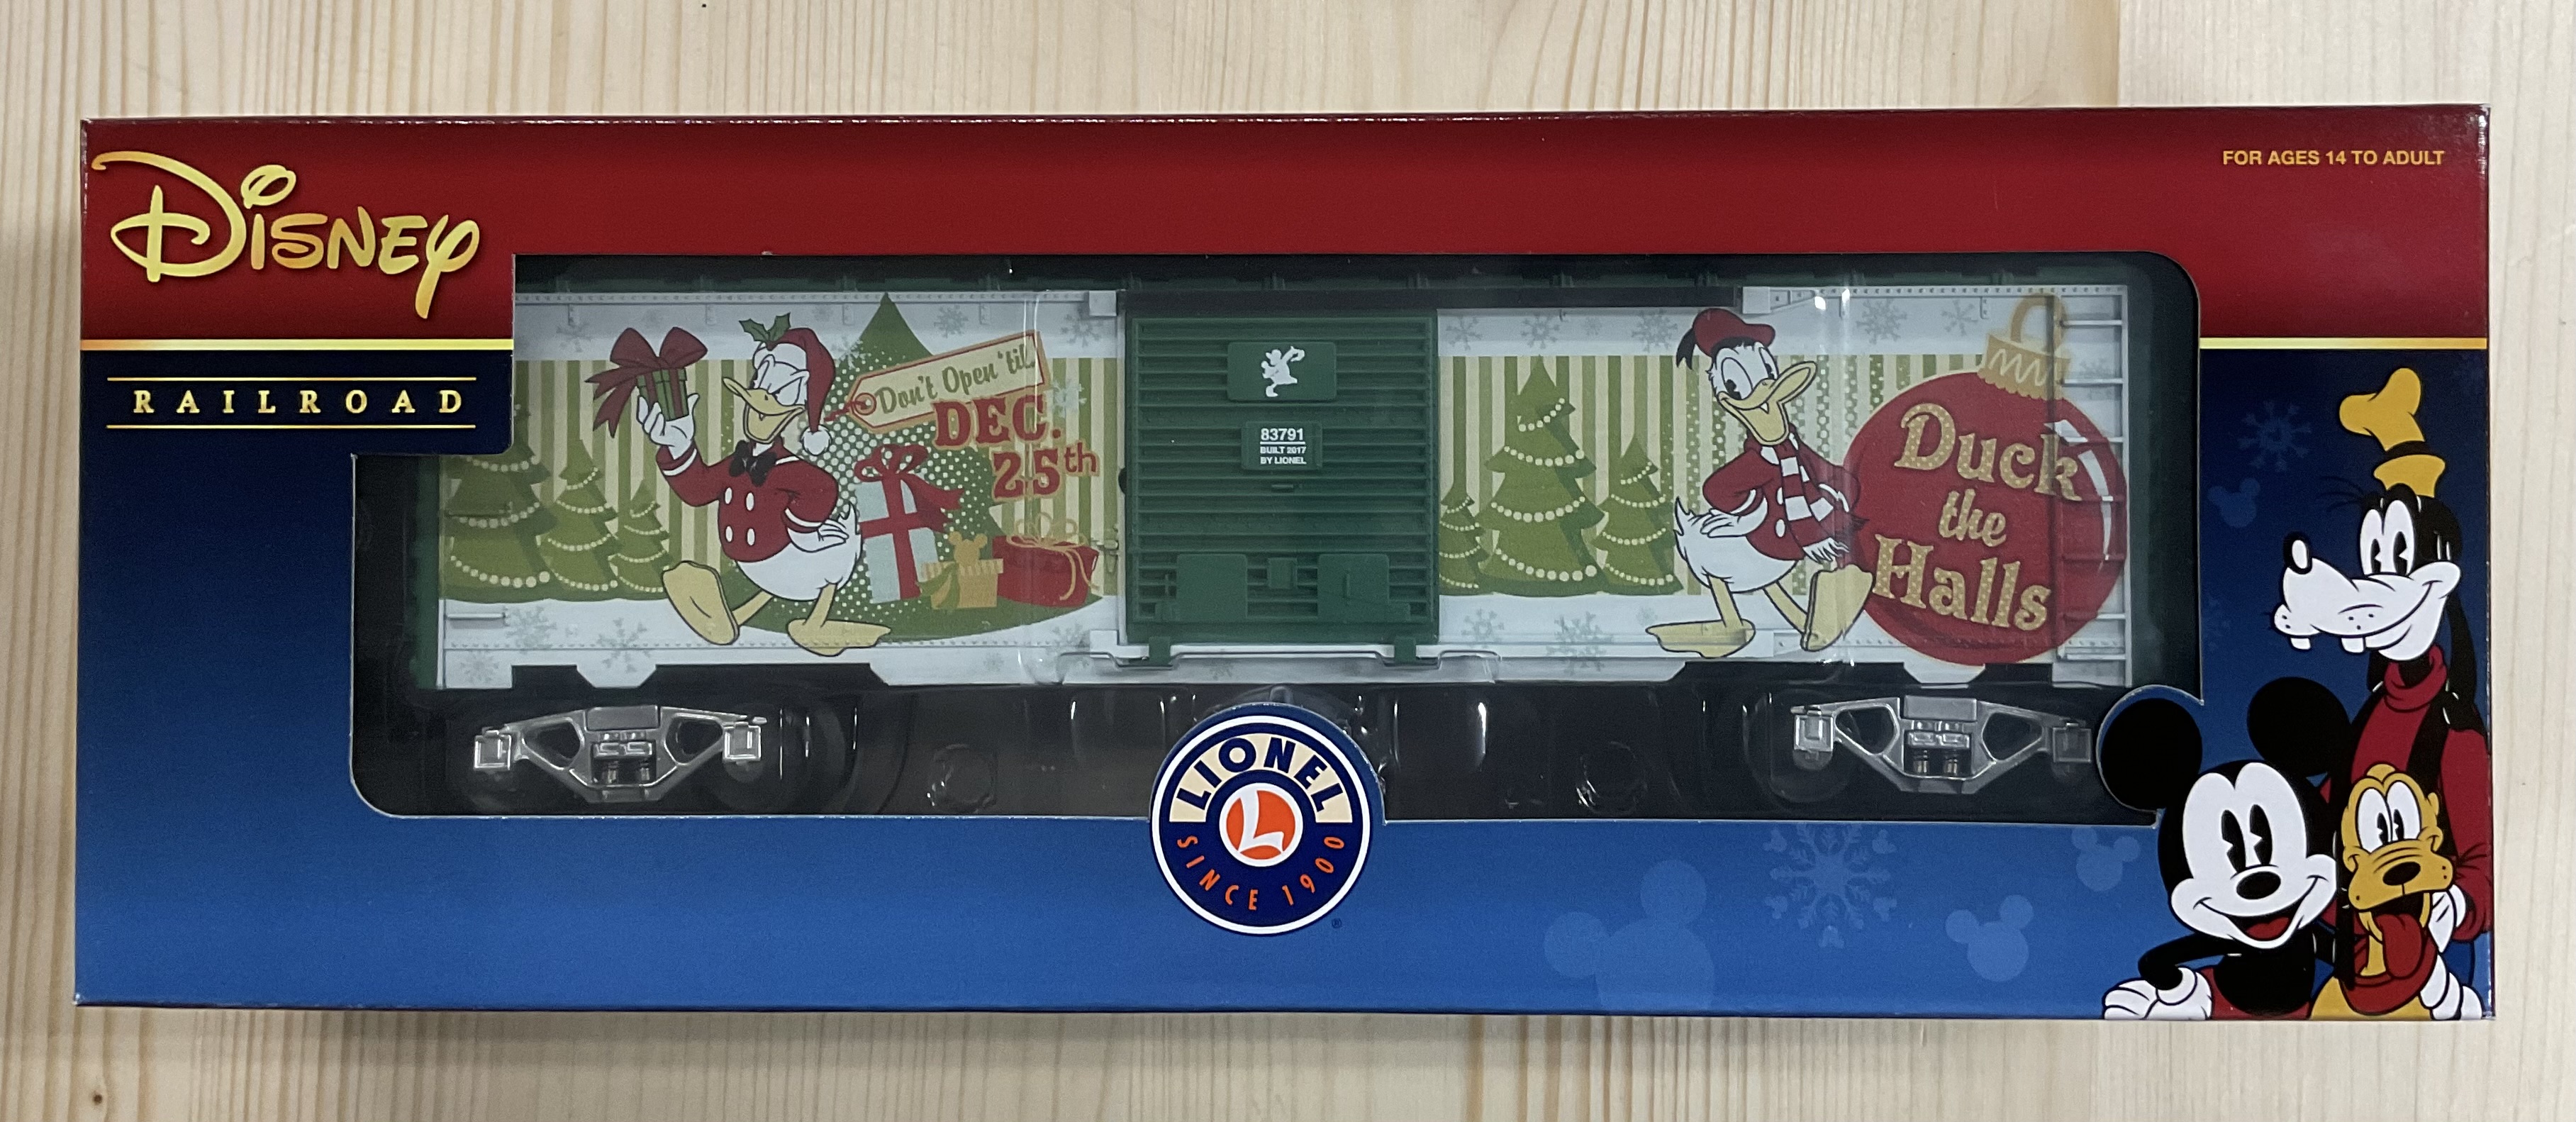 DISNEY
RAILROAD
FOR AGES 14 TO ADULT
Don't Open 'til
DEC.
25th
83791
BUILT 2017
BY LIONEL
Duck
the
Halls
LIONEL
L
SINCE 1900
®